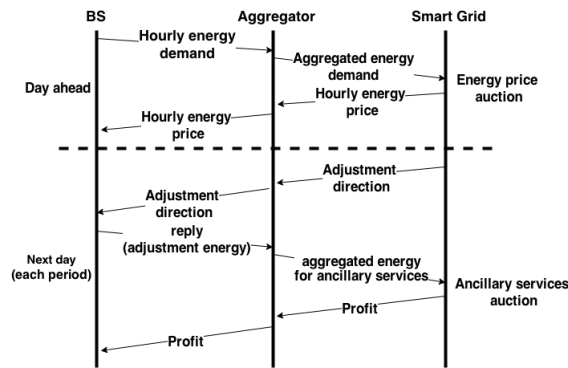 BS
Aggregator
Smart Grid
Hourly energy
demand
Aggregated energy
demand
Day ahead
Energy price
auction
Hourly energy
price
Hourly energy
price
Adjustment
direction
Adjustment
direction
reply
(adjustment energy)
Next day
(each period)
aggregated energy
for ancillary services
Ancillary services
auction
Profit
Profit